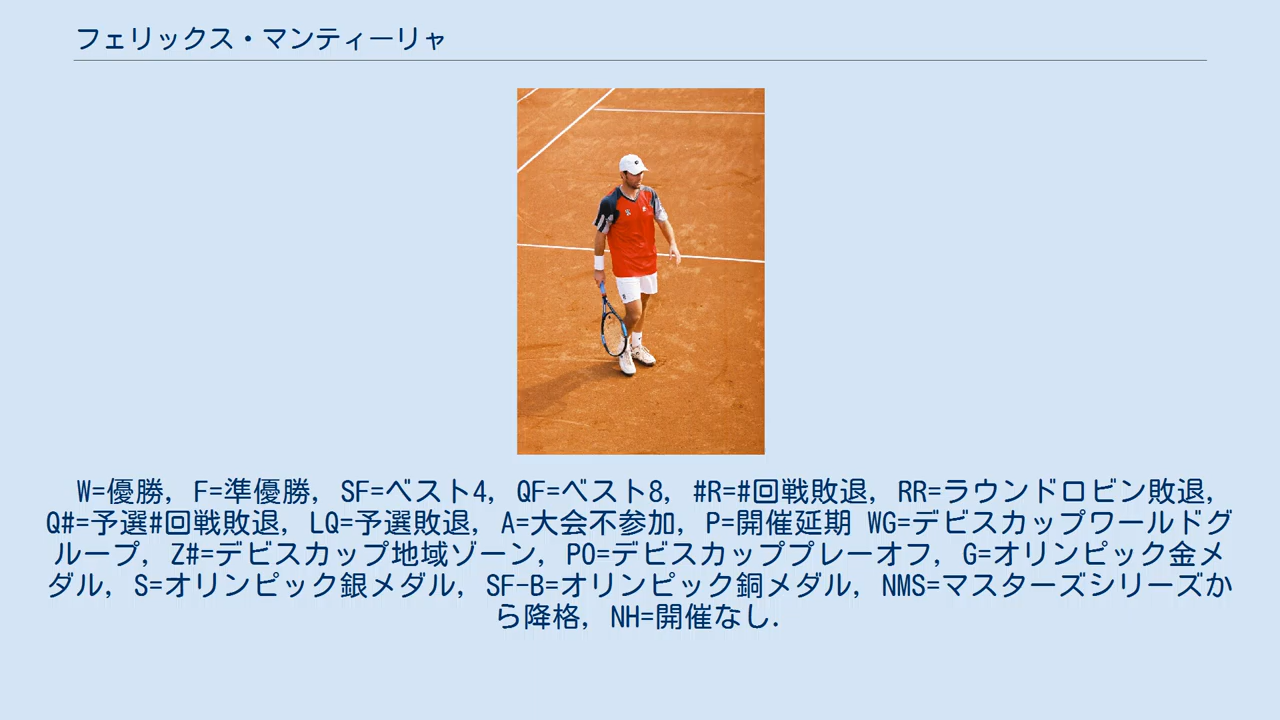 フェリックス・マンティーリャ
W=優勝, F=準優勝, SF=ベスト4, QF=ベスト8, #R=#回戦敗退, RR=ラウンドロビン敗退,
Q#=予選#回戦敗退, LQ=予選敗退, A=大会不参加, P=開催延期 WG=デビスカップワールドグ
ループ, Z#=デビスカップ地域ゾーン, PO=デビスカッププレーオフ, G=オリンピック金メ
ダル, S=オリンピック銀メダル, SF-B=オリンピック銅メダル, NMS=マスターズシリーズか
ら降格, NH=開催なし.